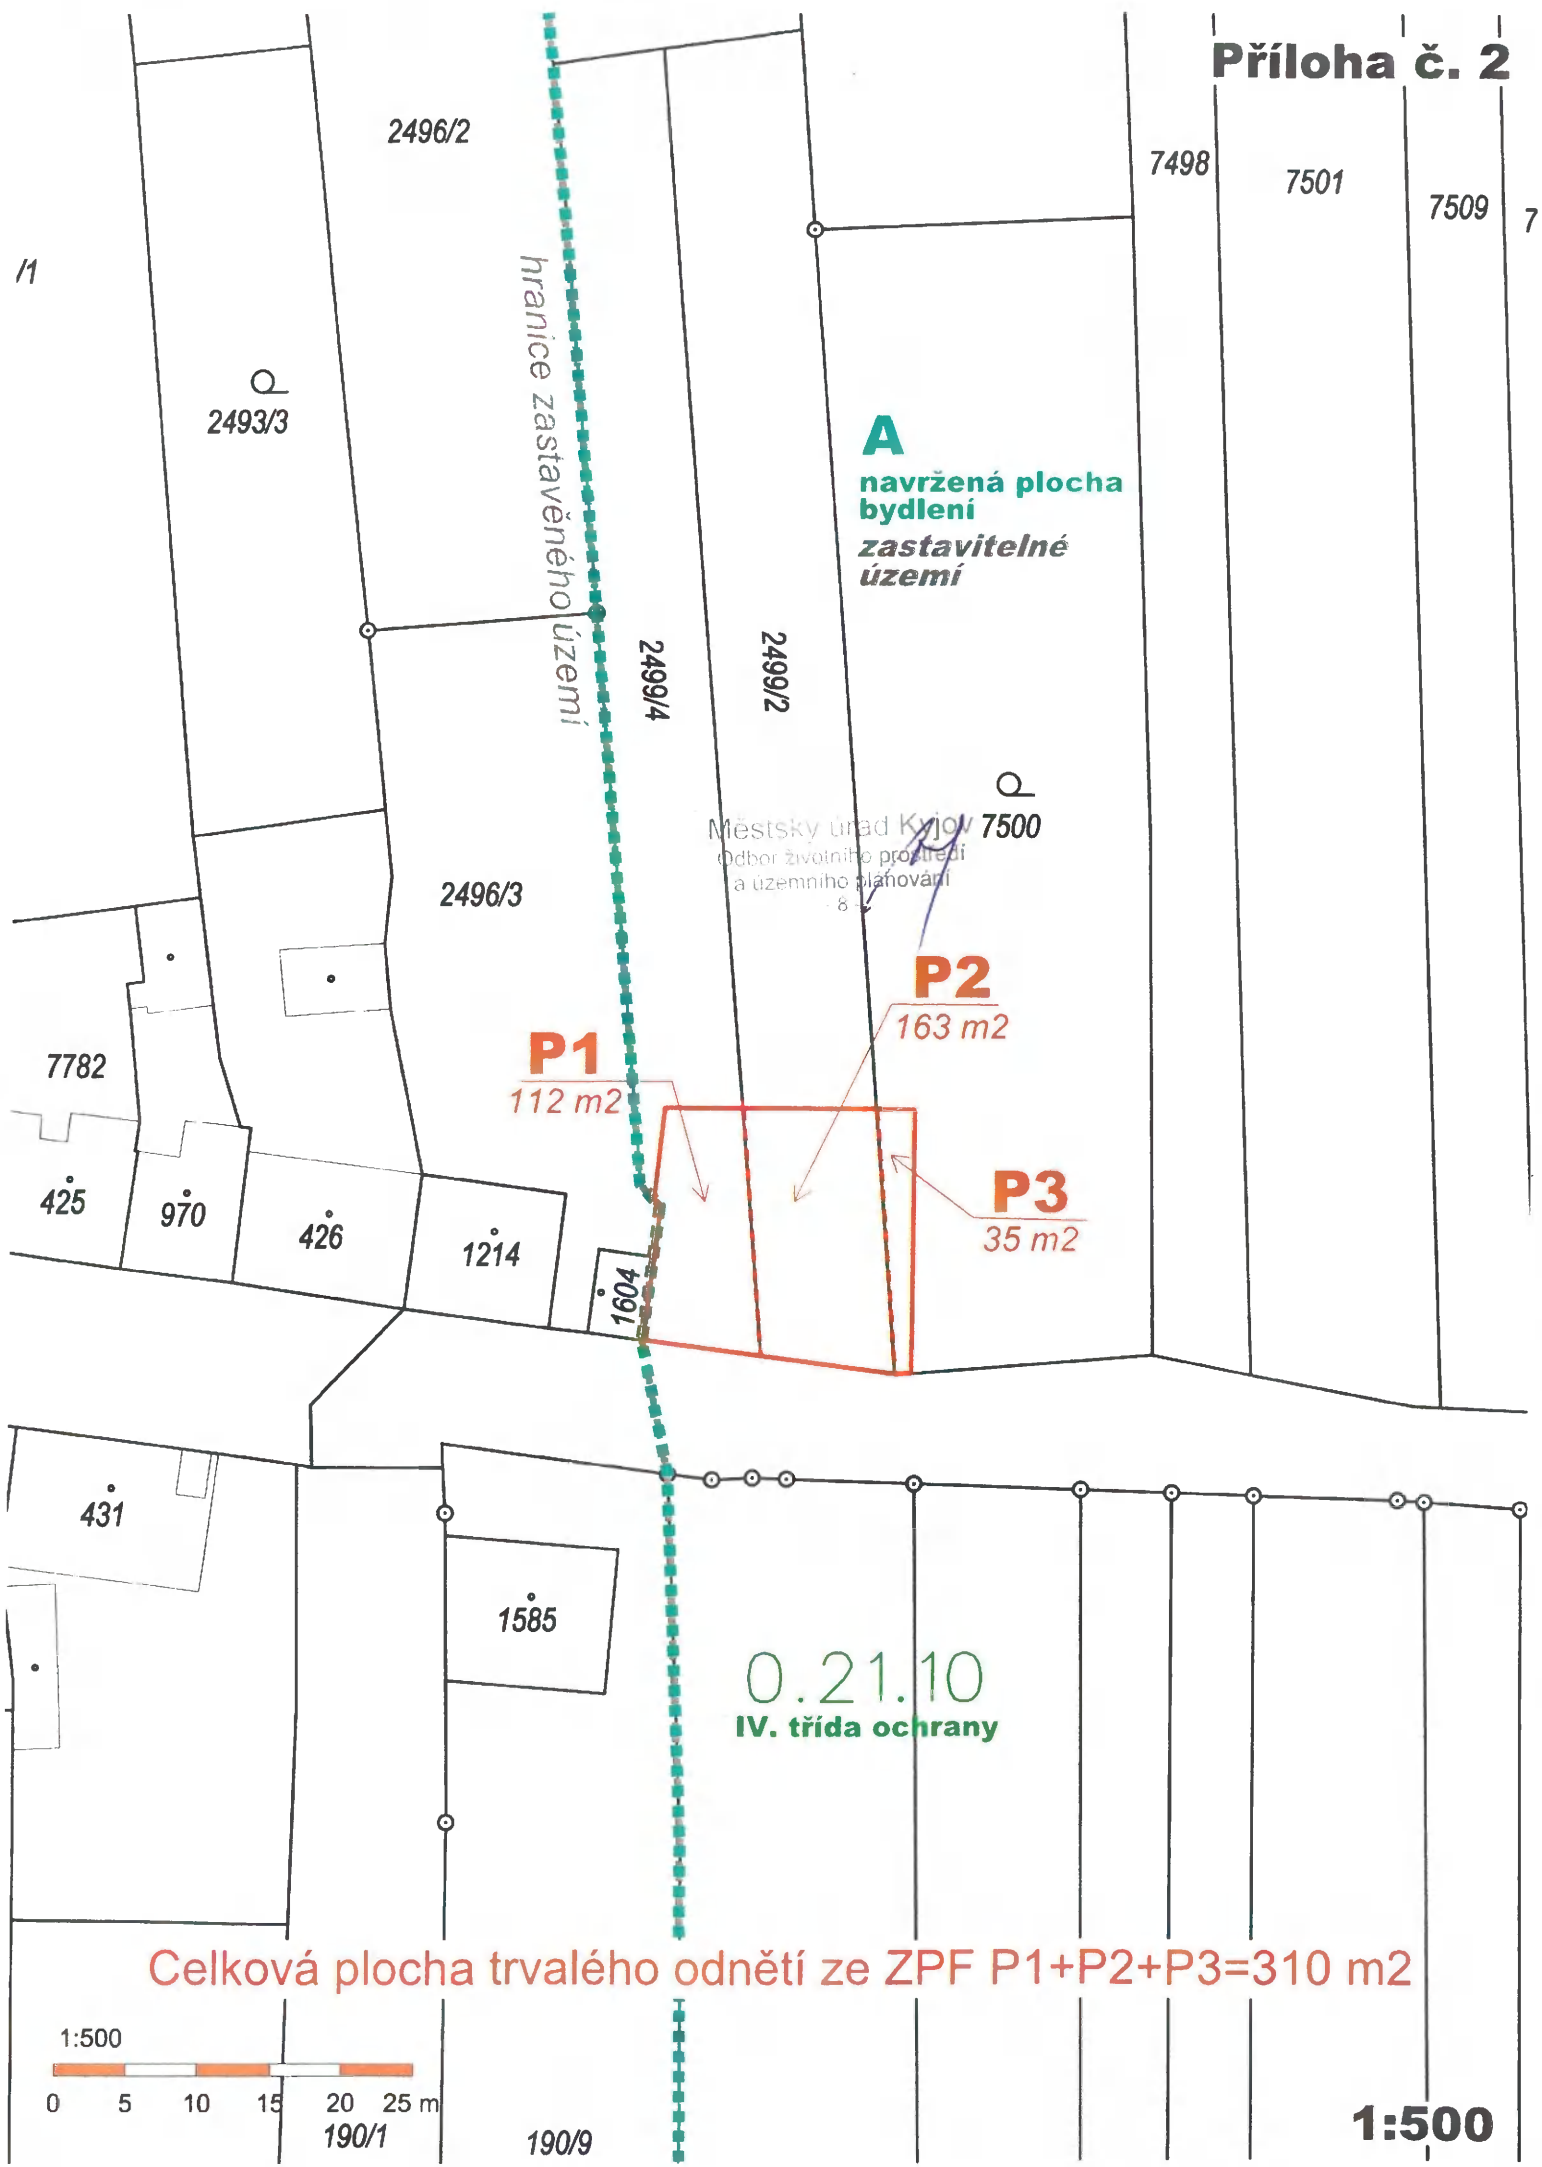 Příloha č. 2
2496/2
7498
7501
7509
7
/1
hranice zastavěného území
2493/3
A
navržená plocha
bydlení
zastavitelné
území
2499/4
2499/2
7500
Městský úřad Kyjov
Odbor životního prostředí
a územního plánování
- 8 -
2496/3
P2
163 m2
P1
112 m2
7782
P3
35 m2
425
970
426
1214
1604
431
1585
0.21.10
IV. třída ochrany
Celková plocha trvalého odnětí ze ZPF P1+P2+P3=310 m2
1:500
0 5 10 15 20 25 m
190/1
190/9
1:500